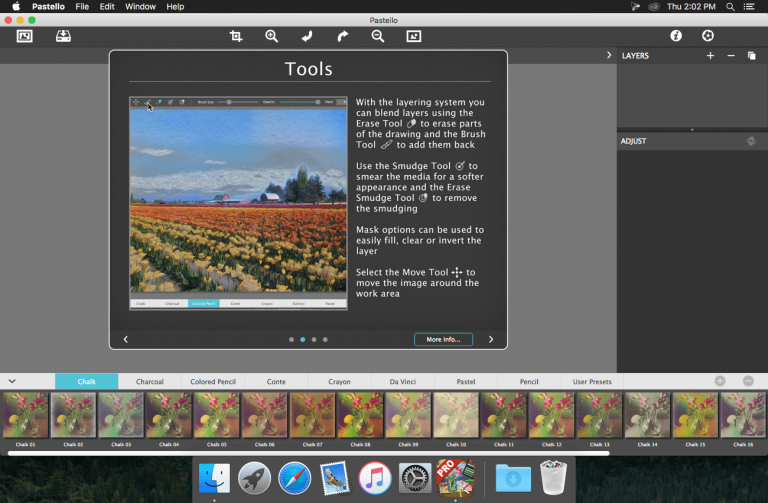 Pastello File Edit Window Help
Thu 2:02 PM
Pastello
LAYERS
ADJUST
Tools
Brush Size Opacity Mask
With the layering system you
can blend layers using the
Erase Tool to erase parts
of the drawing and the Brush
Tool to add them back
Use the Smudge Tool to
smear the media for a softer
appearance and the Erase
Smudge Tool to remove
the smudging
Mask options can be used to
easily fill, clear or invert the
layer
Select the Move Tool to
move the image around the
work area
Chalk Charcoal Colored Pencil Conte Crayon DaVinci Pastel
More Info...
Chalk Charcoal Colored Pencil Conte Crayon Da Vinci Pastel Pencil User Presets
Chalk 01 Chalk 02 Chalk 03 Chalk 04 Chalk 05 Chalk 06 Chalk 07 Chalk 08 Chalk 09 Chalk 10 Chalk 11 Chalk 12 Chalk 13 Chalk 14 Chalk 15 Chalk 16
PRO